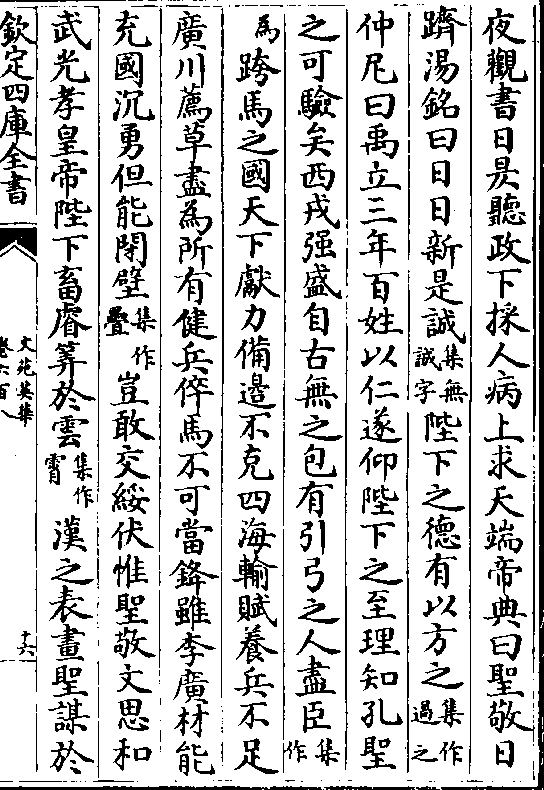 夜觀書日昃聽政下採人病上求天端帝典曰聖敬日
躋湯銘曰日日新是誠集無誠字陛下之德有以方之集作過之
仲尼曰禹立三年百姓以仁遂仰陛下之至理知孔聖
之可驗矣西戎强盛自古無之包有引弓之人盡臣集作
為跨馬之國天下獻力備邉不克四海輸賦養兵不足
廣川薦草盡為所有健兵倅馬不可當鋒雖李廣材能
充國沉勇但能閉壁集作疊豈敢交綏伏惟聖敬文思和
武光孝皇帝陛下畜睿筭於雲集作霄漢之表畫聖謀於
欽定四庫全書
文苑英華
卷六百八
十六